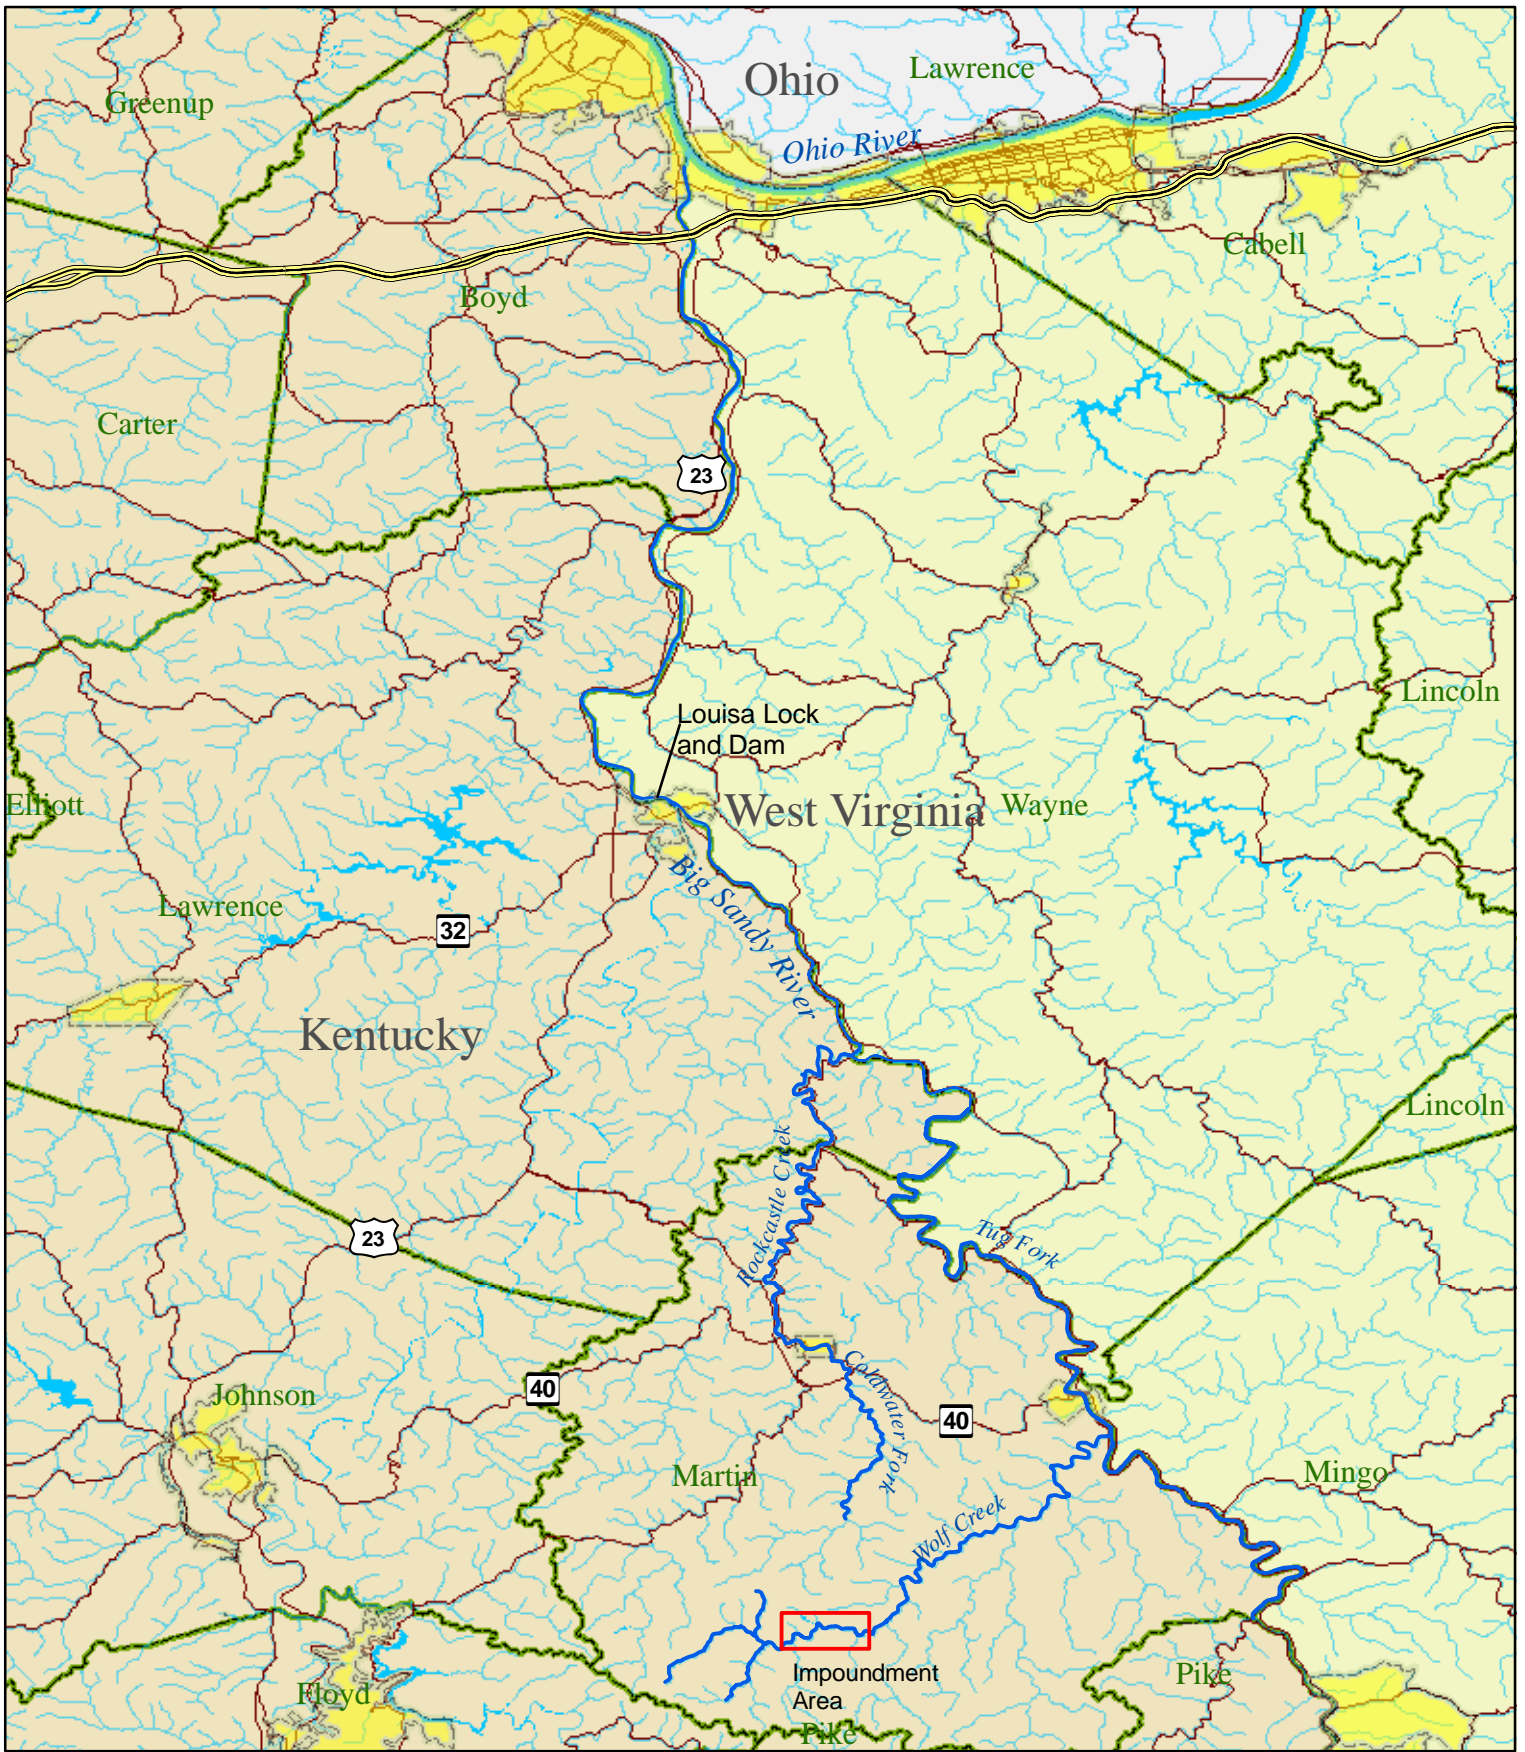 Ohio
Lawrence
Greenup
Ohio River
Cabell
Boyd
Carter
23
Lincoln
Louisa Lock
and Dam
Elliott
West Virginia
Wayne
Big Sandy River
Lawrence
32
Kentucky
Lincoln
Rockcastle Creek
23
Tug Fork
Coldwater Fork
40
Johnson
40
Martin
Mingo
Wolf Creek
Impoundment
Area
Pike
Floyd
Pike